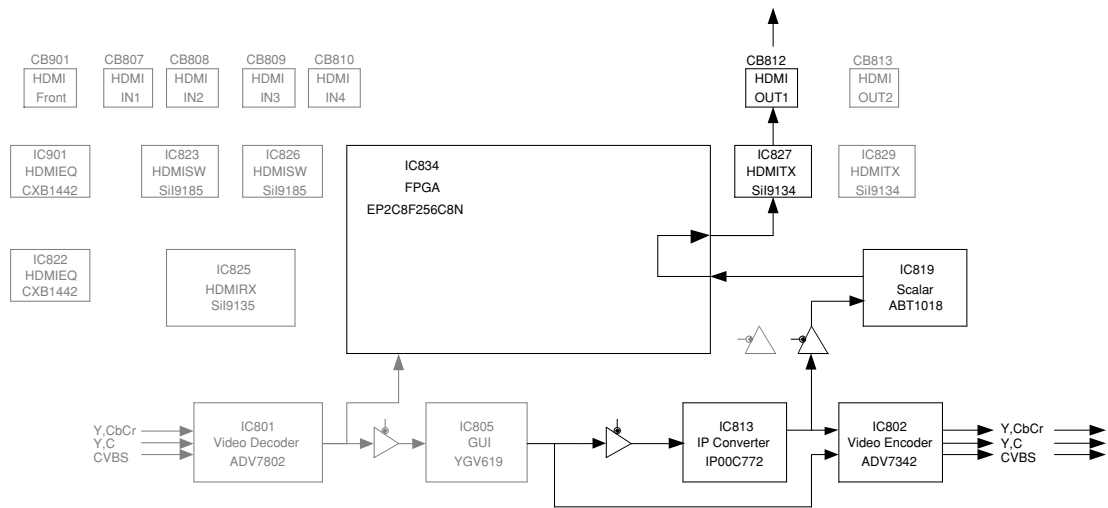 CB901
HDMI
Front
CB807
HDMI
IN1
CB808
HDMI
IN2
CB809
HDMI
IN3
CB810
HDMI
IN4
CB812
HDMI
OUT1
CB813
HDMI
OUT2
IC901
HDMIEQ
CXB1442
IC823
HDMISW
SiI9185
IC826
HDMISW
SiI9185
IC834
FPGA
EP2C8F256C8N
IC827
HDMITX
SiI9134
IC829
HDMITX
SiI9134
IC822
HDMIEQ
CXB1442
IC825
HDMIRX
SiI9135
IC819
Scalar
ABT1018
Y,CbCr
Y,C
CVBS
IC801
Video Decoder
ADV7802
IC805
GUI
YGV619
IC813
IP Converter
IP00C772
IC802
Video Encoder
ADV7342
Y,CbCr
Y,C
CVBS